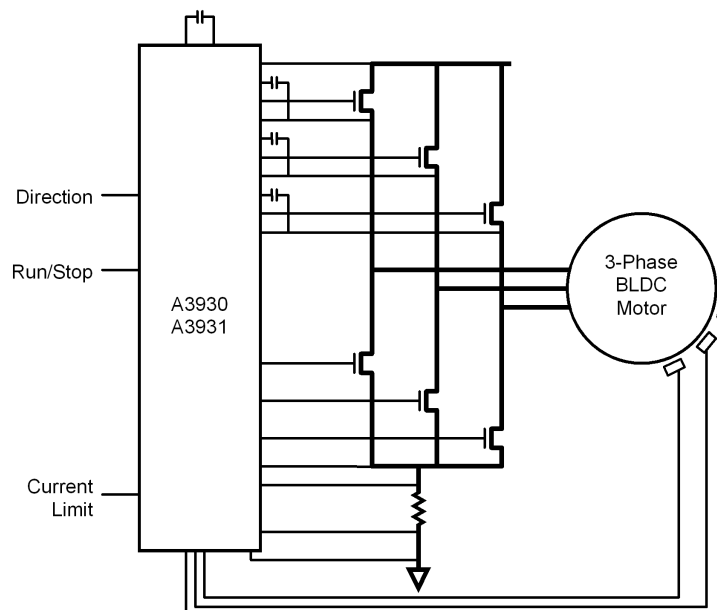 Direction
Run/Stop
A3930
A3931
3-Phase
BLDC
Motor
Current
Limit